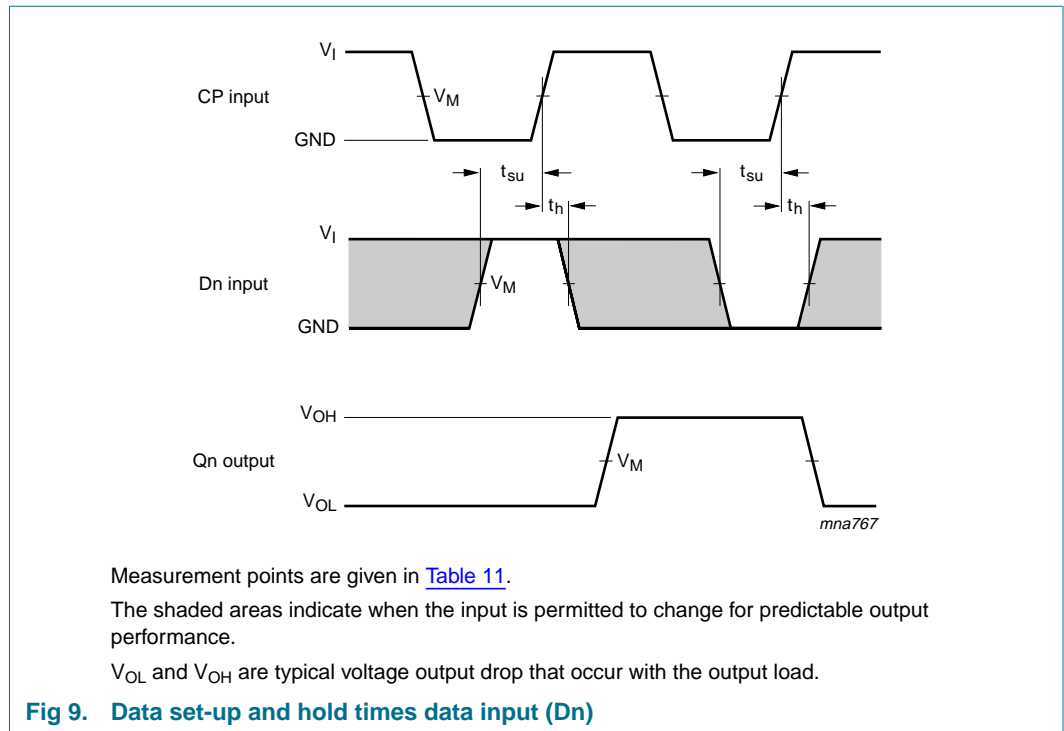 VI
CP input
VM
GND
tsu
tsu
th
th
VI
Dn input
VM
GND
VOH
Qn output
VM
VOL
mna767
Measurement points are given in Table 11.
The shaded areas indicate when the input is permitted to change for predictable output
performance.
VOL and VOH are typical voltage output drop that occur with the output load.
Fig 9. Data set-up and hold times data input (Dn)